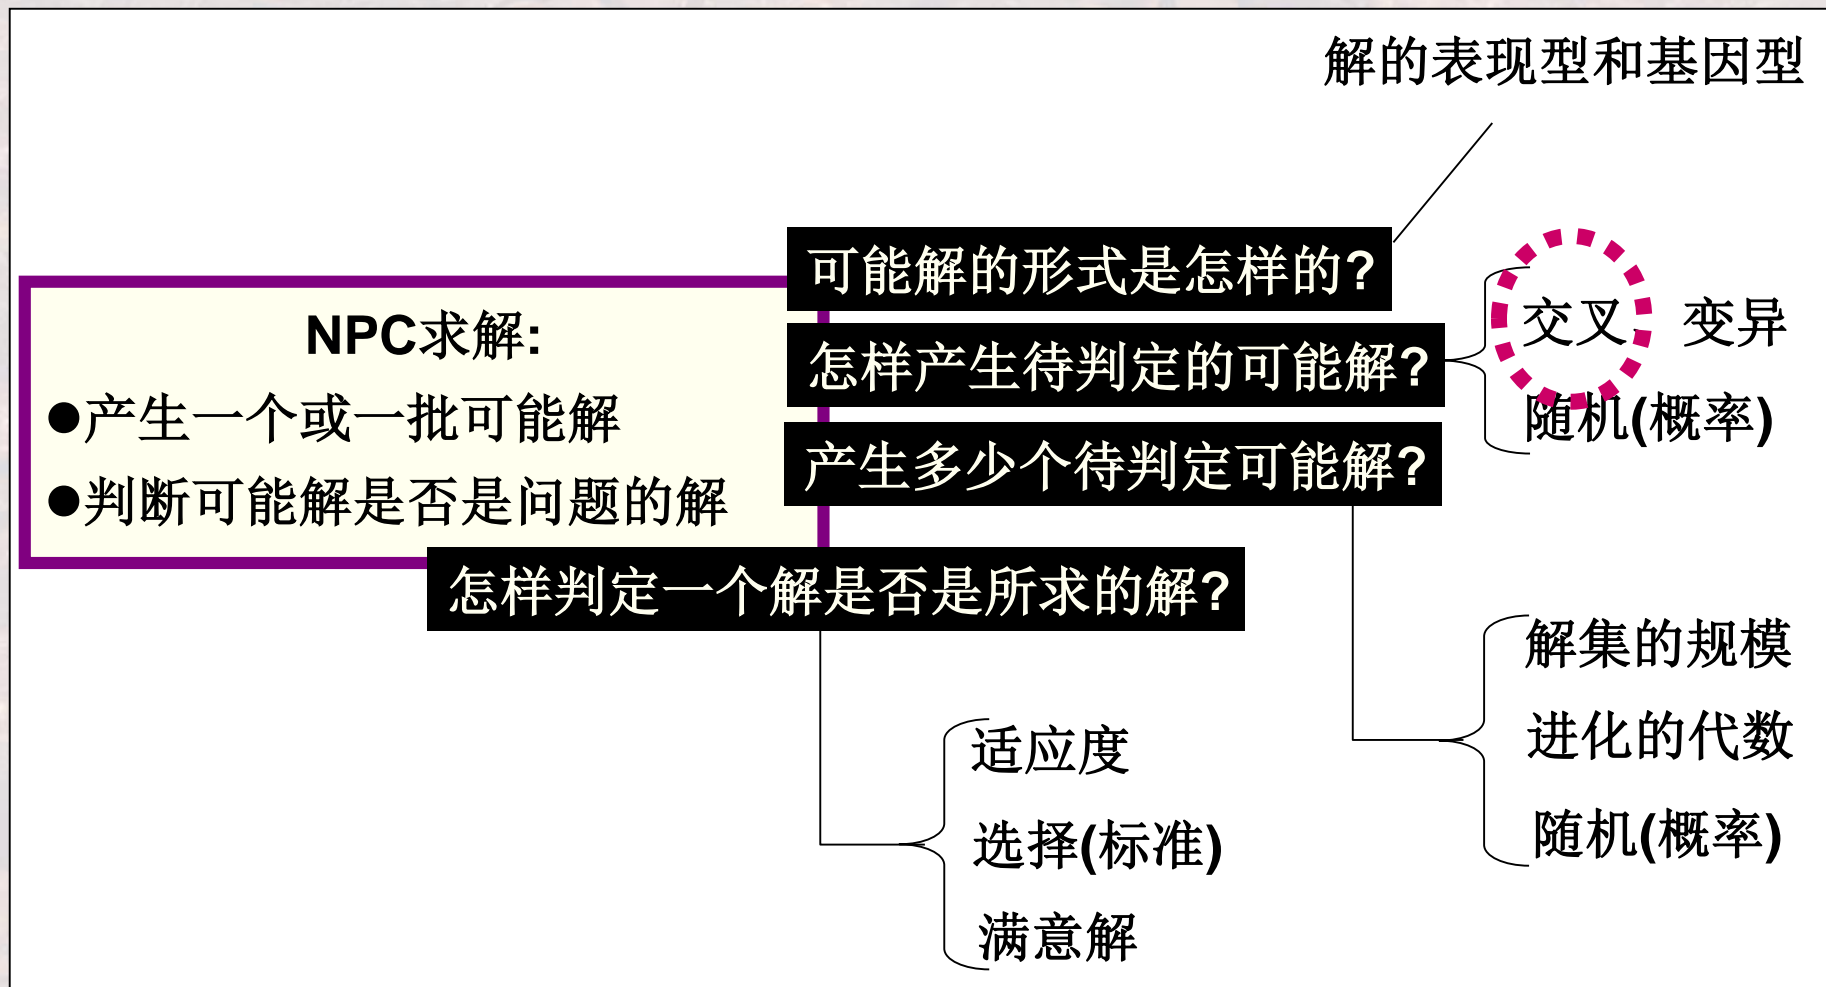 解的表现型和基因型
可能解的形式是怎样的?
NPC求解:
●产生一个或一批可能解
●判断可能解是否是问题的解
怎样产生待判定的可能解?
交叉 变异
随机(概率)
产生多少个待判定可能解?
解集的规模
进化的代数
随机(概率)
怎样判定一个解是否是所求的解?
适应度
选择(标准)
满意解